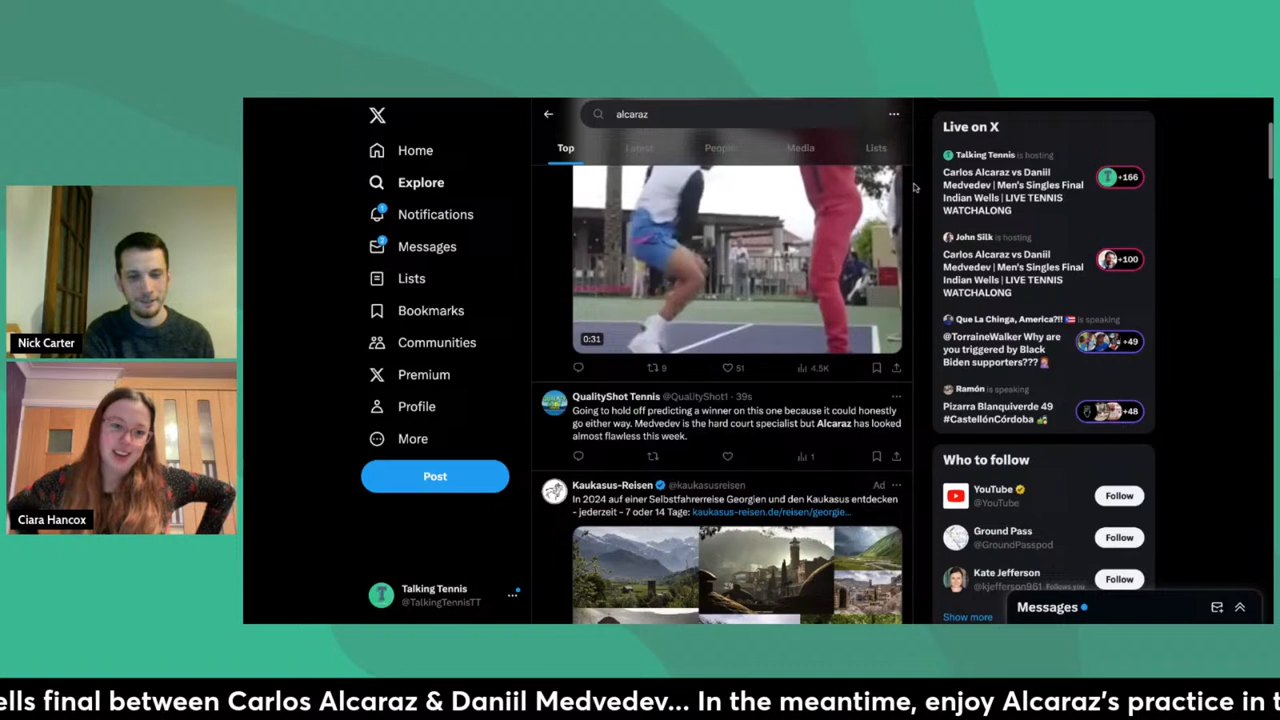 Nick Carter
Ciara Hancox
X
Home
Explore
1
Notifications
2
Messages
Lists
Bookmarks
Communities
Premium
Profile
More
Post
Talking Tennis
@TalkingTennisTT
alcaraz
Top
Latest
People
Media
Lists
0:31
9
51
4.5K
QualityShot Tennis @QualityShot1 · 39s
Going to hold off predicting a winner on this one because it could honestly
go either way. Medvedev is the hard court specialist but Alcaraz has looked
almost flawless this week.
1
Kaukasus-Reisen @kaukasusreisen Ad
In 2024 auf einer Selbstfahrerreise Georgien und den Kaukasus entdecken
- jederzeit - 7 oder 14 Tage: kaukasus-reisen.de/reisen/georgie...
Live on X
Talking Tennis is hosting
Carlos Alcaraz vs Daniil
Medvedev | Men's Singles Final
Indian Wells | LIVE TENNIS
WATCHALONG
+166
John Silk is hosting
Carlos Alcaraz vs Daniil
Medvedev | Men's Singles Final
Indian Wells | LIVE TENNIS
WATCHALONG
+100
Que La Chinga, America?!! is speaking
@TorraineWalker Why are
you triggered by Black
Biden supporters???
+49
Ramón is speaking
Pizarra Blanquiverde 49
#CastellónCórdoba
+48
Who to follow
YouTube
@YouTube
Follow
Ground Pass
@GroundPasspod
Follow
Kate Jefferson
@kjefferson961 Follows you
Follow
Show more
Messages
ells final between Carlos Alcaraz & Daniil Medvedev... In the meantime, enjoy Alcaraz's practice in t